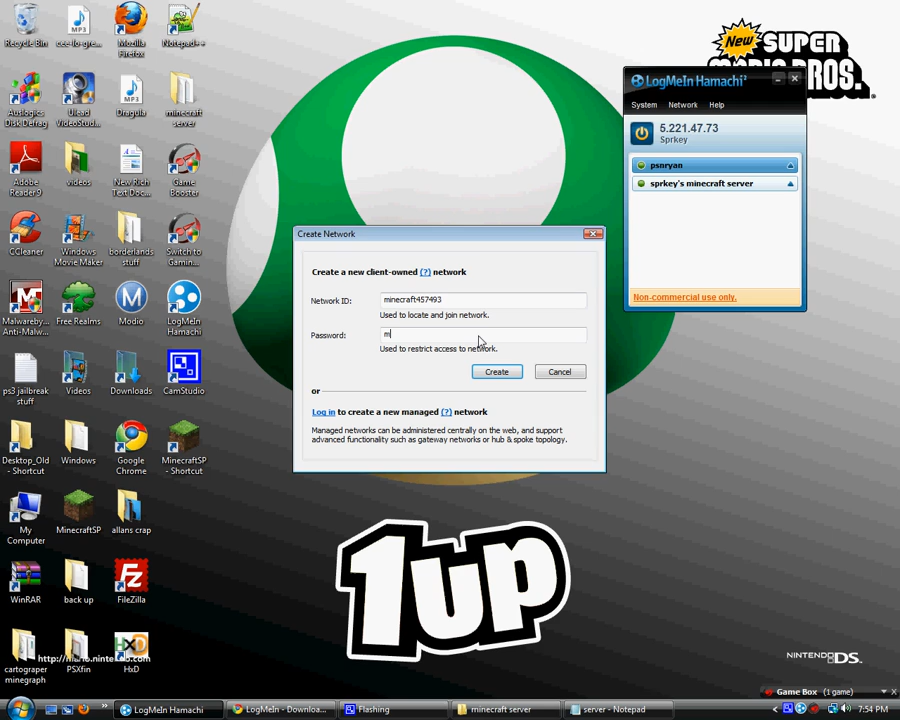 Recycle Bin
ccc-to-gre...
Mozilla Firefox
Notepad++
Auslogics Disk Defrag
Ulead VideoStud...
Dragula
minecraft server
Adobe Reader 9
videos
New Rich Text Doc...
Game Booster
CCleaner
Windows Movie Maker
borderlands stuff
Switch to Gamin...
Malwareby... Anti-Malw...
Free Realms
Modio
LogMeIn Hamachi
ps3 jailbreak stuff
Videos
Downloads
CamStudio
Desktop_Old - Shortcut
Windows
Google Chrome
MinecraftSP - Shortcut
My Computer
MinecraftSP
allans crap
WinRAR
back up
FileZilla
cartograper minegraph
PSXfin
HxD
New SUPER
MARIO BROS.
LogMeIn Hamachi²
System Network Help
5.221.47.73
Sprkey
psnryan
sprkey's minecraft server
Non-commercial use only.
Create Network
Create a new client-owned (?) network
Network ID: minecraft457493
Used to locate and join network.
Password: m
Used to restrict access to network.
Create Cancel
or
Log in to create a new managed (?) network
Managed networks can be administered centrally on the web, and support
advanced functionality such as gateway networks or hub & spoke topology.
1up
NINTENDO DS
Game Box (1 game)
LogMeIn Hamachi
LogMeIn - Downloa...
Flashing
minecraft server
server - Notepad
7:54 PM